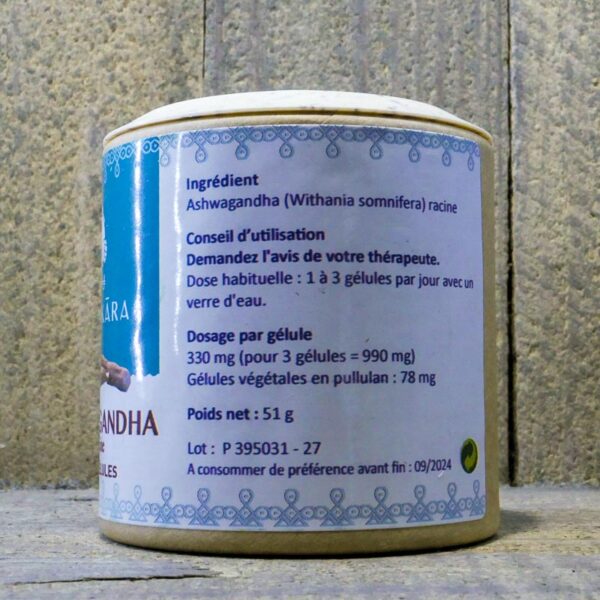 Ingrédient
Ashwagandha (Withania somnifera) racine
Conseil d'utilisation
Demandez l'avis de votre thérapeute.
Dose habituelle : 1 à 3 gélules par jour avec un
verre d'eau.
Dosage par gélule
330 mg (pour 3 gélules = 990 mg)
Gélules végétales en pullulan : 78 mg
Poids net : 51 g
Lot : P 395031 - 27
A consommer de préférence avant fin : 09/2024
ĀRA
ANDHA